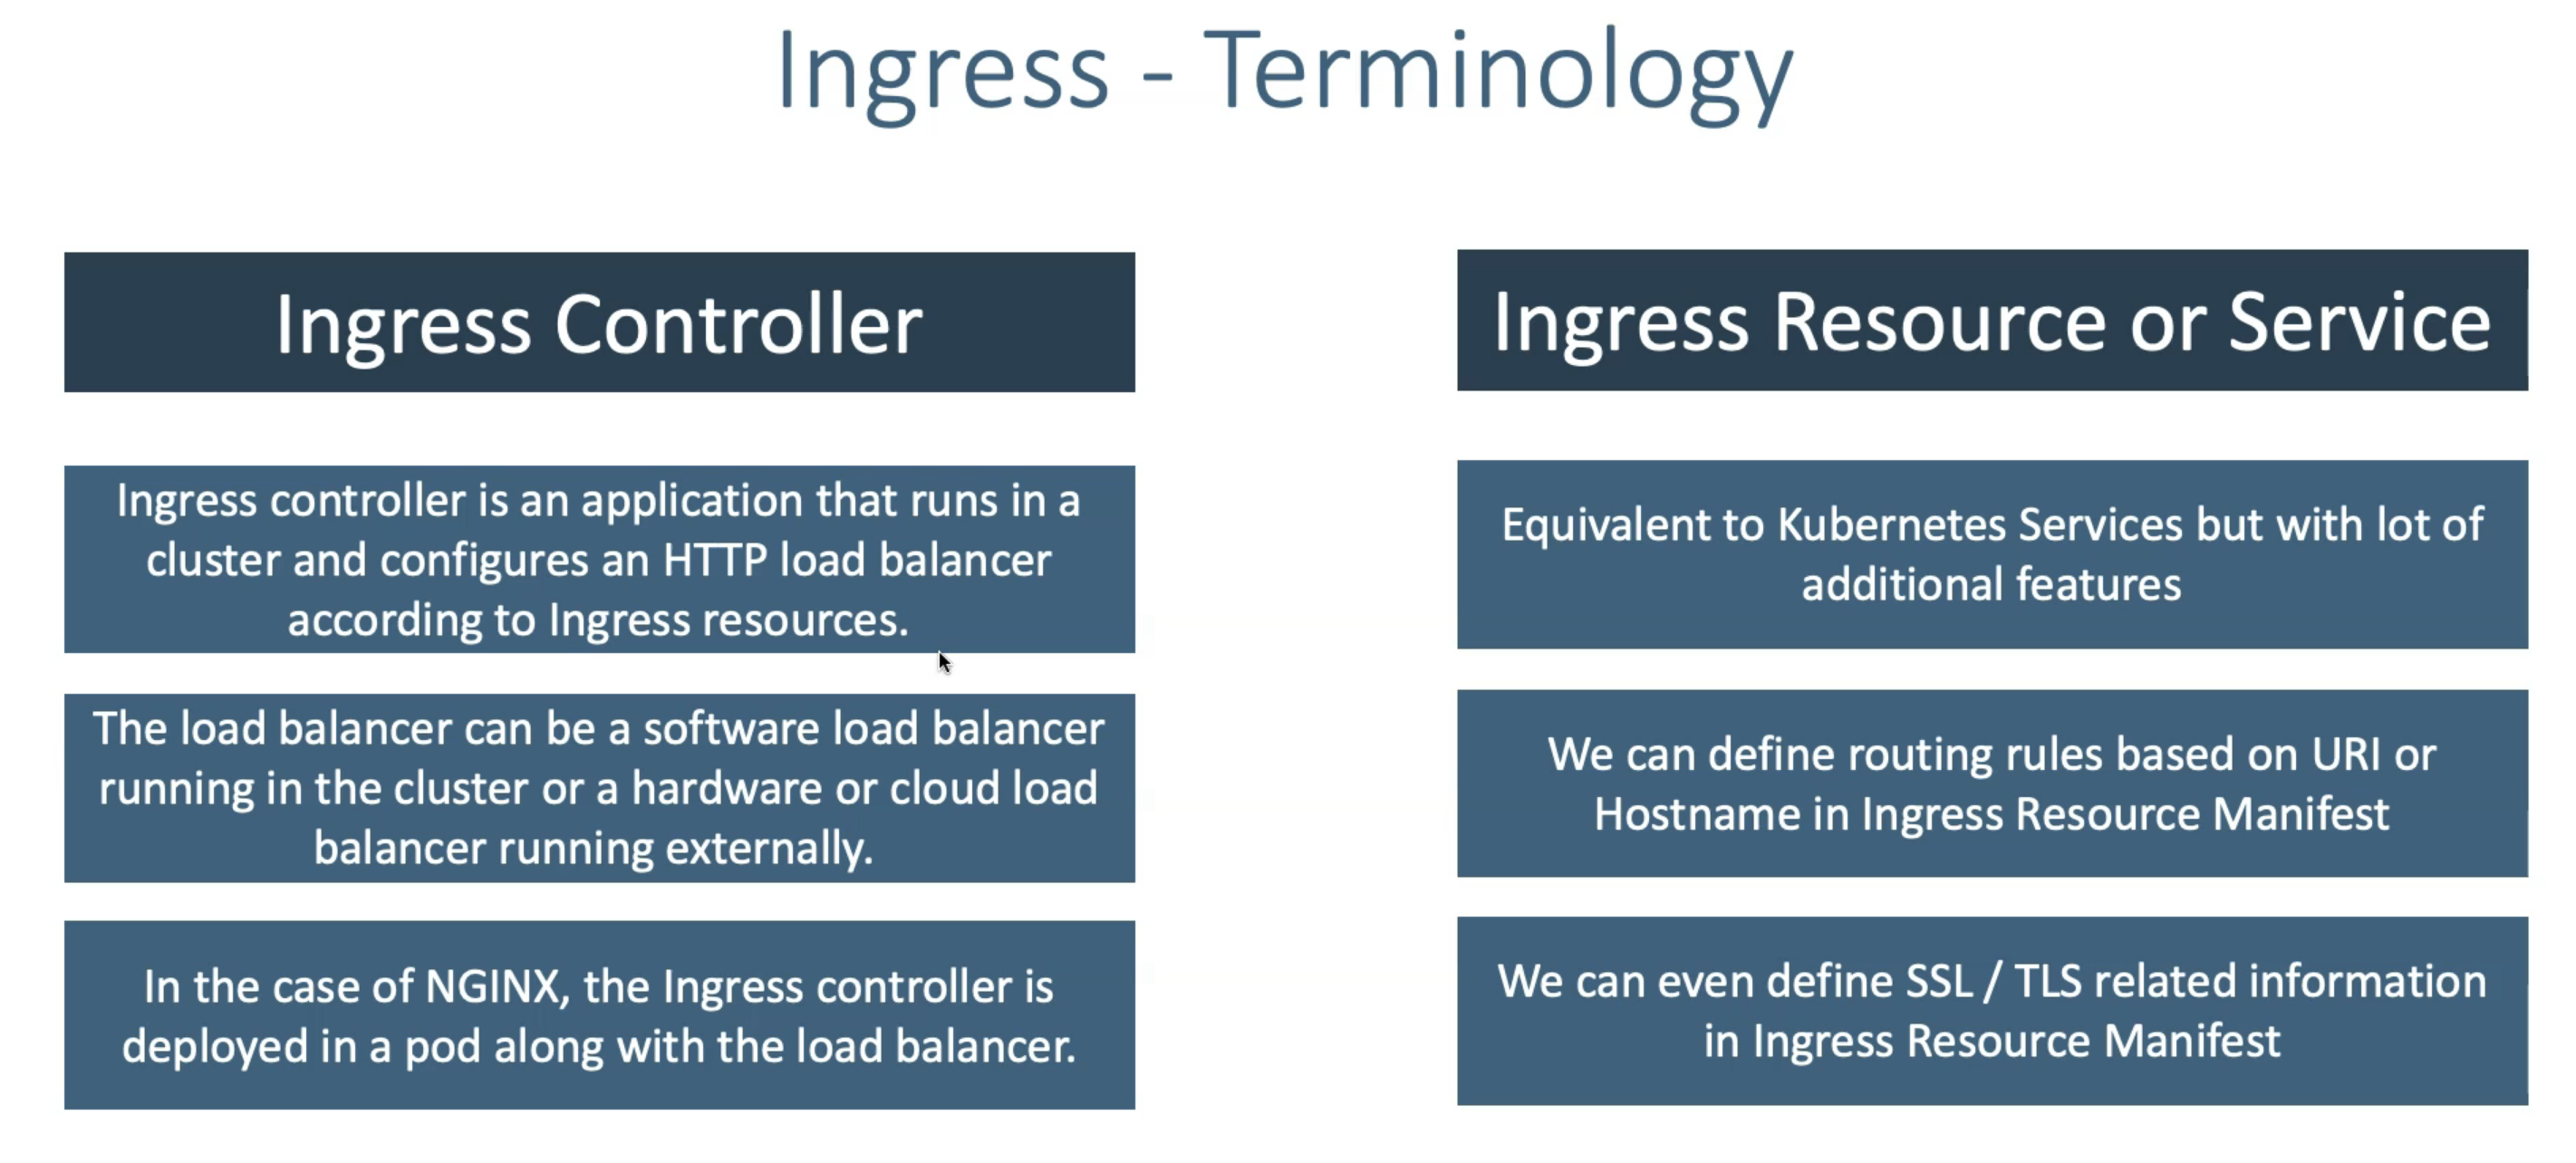 Ingress - Terminology
Ingress Controller
Ingress controller is an application that runs in a
cluster and configures an HTTP load balancer
according to Ingress resources.
The load balancer can be a software load balancer
running in the cluster or a hardware or cloud load
balancer running externally.
In the case of NGINX, the Ingress controller is
deployed in a pod along with the load balancer.
Ingress Resource or Service
Equivalent to Kubernetes Services but with lot of
additional features
We can define routing rules based on URI or
Hostname in Ingress Resource Manifest
We can even define SSL / TLS related information
in Ingress Resource Manifest